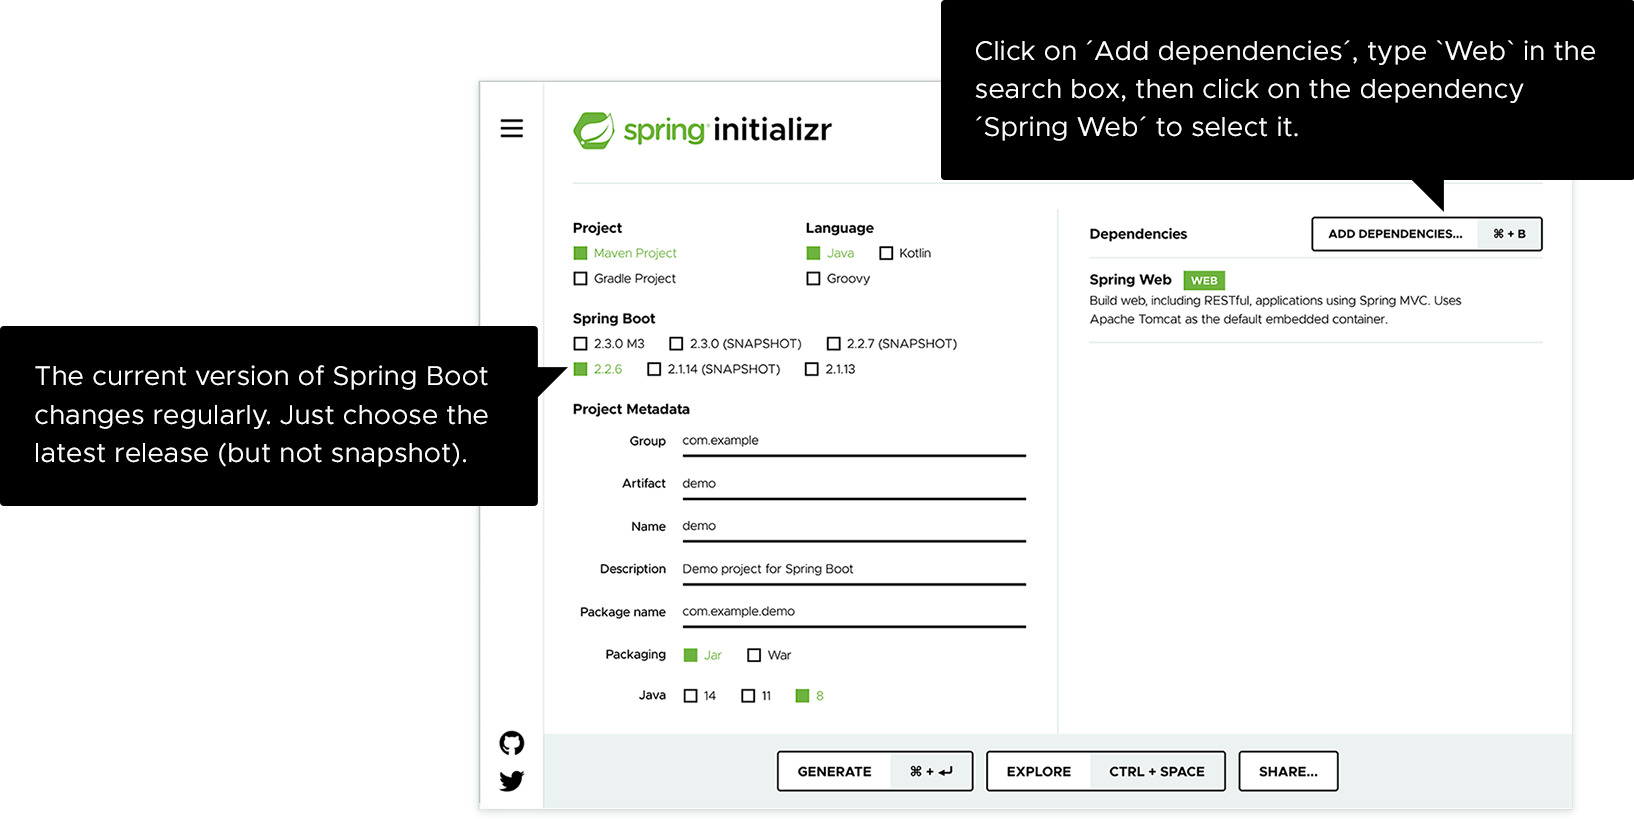 Click on ´Add dependencies´, type `Web` in the
search box, then click on the dependency
´Spring Web´ to select it.
spring initializr
Project
Maven Project
Gradle Project
Language
Java Kotlin
Groovy
Spring Boot
2.3.0 M3 2.3.0 (SNAPSHOT) 2.2.7 (SNAPSHOT)
2.2.6 2.1.14 (SNAPSHOT) 2.1.13
The current version of Spring Boot
changes regularly. Just choose the
latest release (but not snapshot).
Project Metadata
Group com.example
Artifact demo
Name demo
Description Demo project for Spring Boot
Package name com.example.demo
Packaging Jar War
Java 14 11 8
Dependencies ADD DEPENDENCIES... ⌘ + B
Spring Web WEB
Build web, including RESTful, applications using Spring MVC. Uses
Apache Tomcat as the default embedded container.
GENERATE ⌘ + ↵ EXPLORE CTRL + SPACE SHARE...